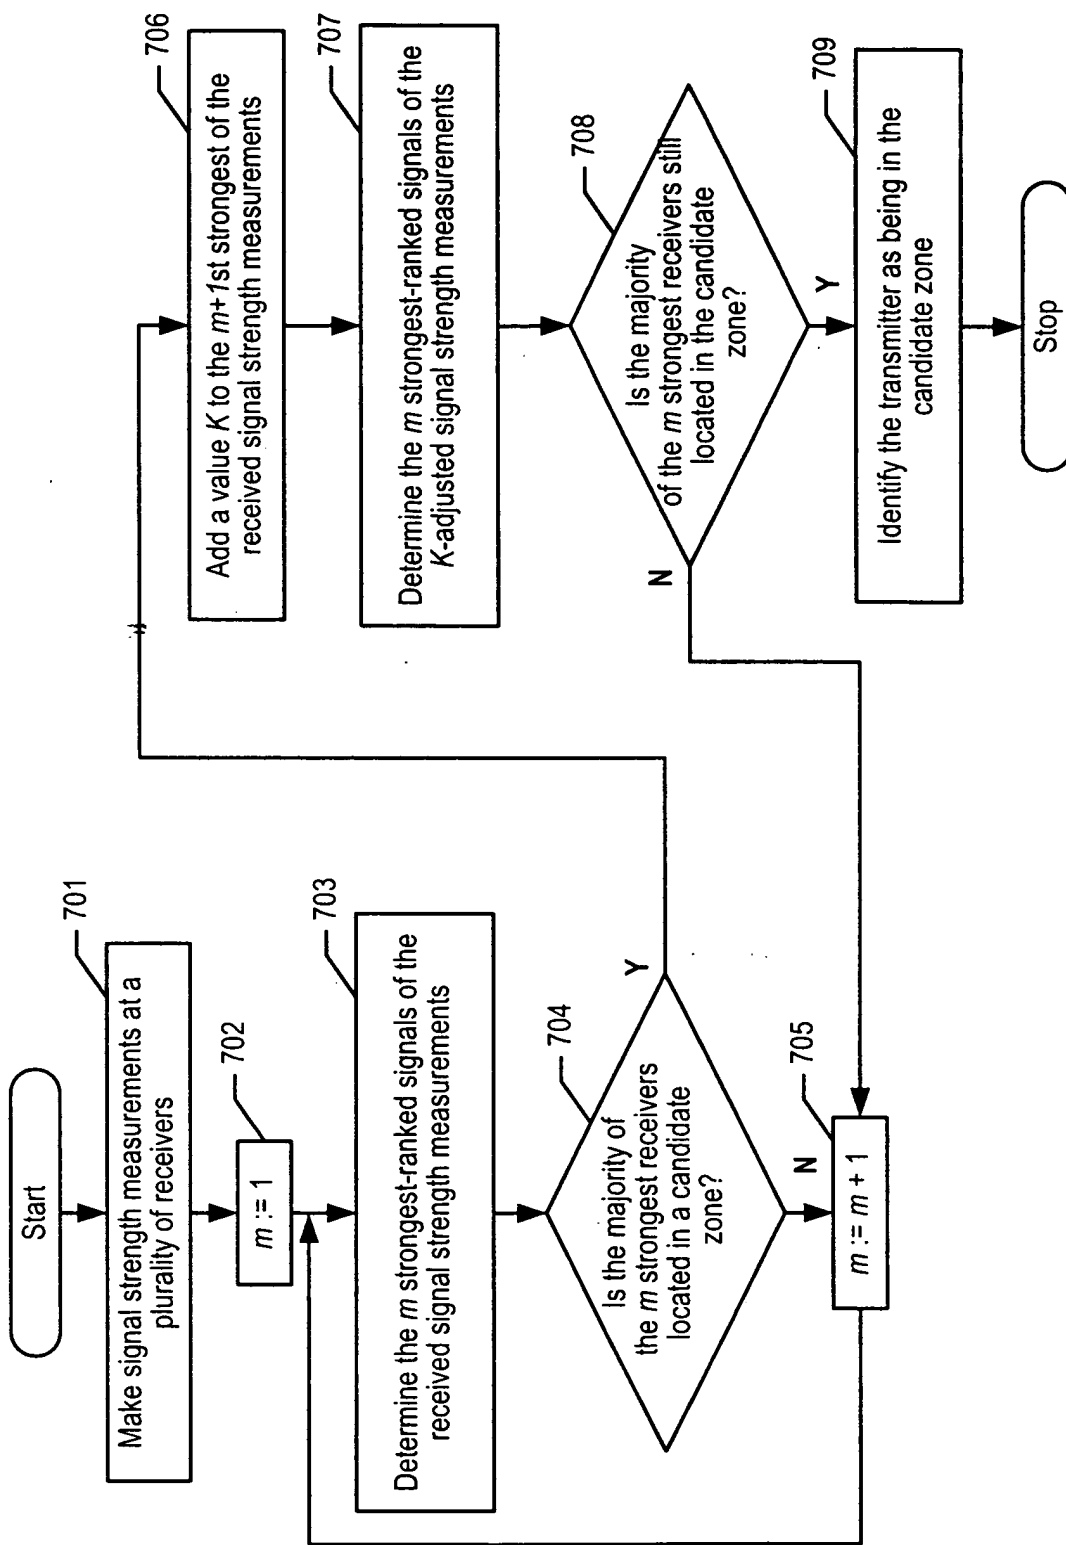 Start
701
Make signal strength measurements at a
plurality of receivers
702
m := 1
703
Determine the m strongest-ranked signals of the
received signal strength measurements
704
Is the majority of
the m strongest receivers
located in a candidate
zone?
Y
N
705
m := m + 1
706
Add a value K to the m+1st strongest of the
received signal strength measurements
707
Determine the m strongest-ranked signals of the
K-adjusted signal strength measurements
708
Is the majority
of the m strongest receivers still
located in the candidate
zone?
N
Y
709
Identify the transmitter as being in the
candidate zone
Stop